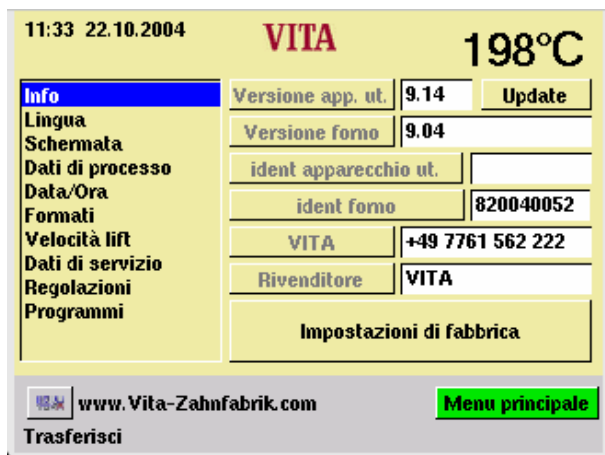 11:33 22.10.2004
VITA
198°C
Info
Lingua
Schermata
Dati di processo
Data/Ora
Formati
Velocità lift
Dati di servizio
Regolazioni
Programmi
Versione app. ut. 9.14 Update
Versione forno 9.04
ident apparecchio ut.
ident forno 820040052
VITA +49 7761 562 222
Rivenditore VITA
Impostazioni di fabbrica
www.Vita-Zahnfabrik.com
Menu principale
Trasferisci